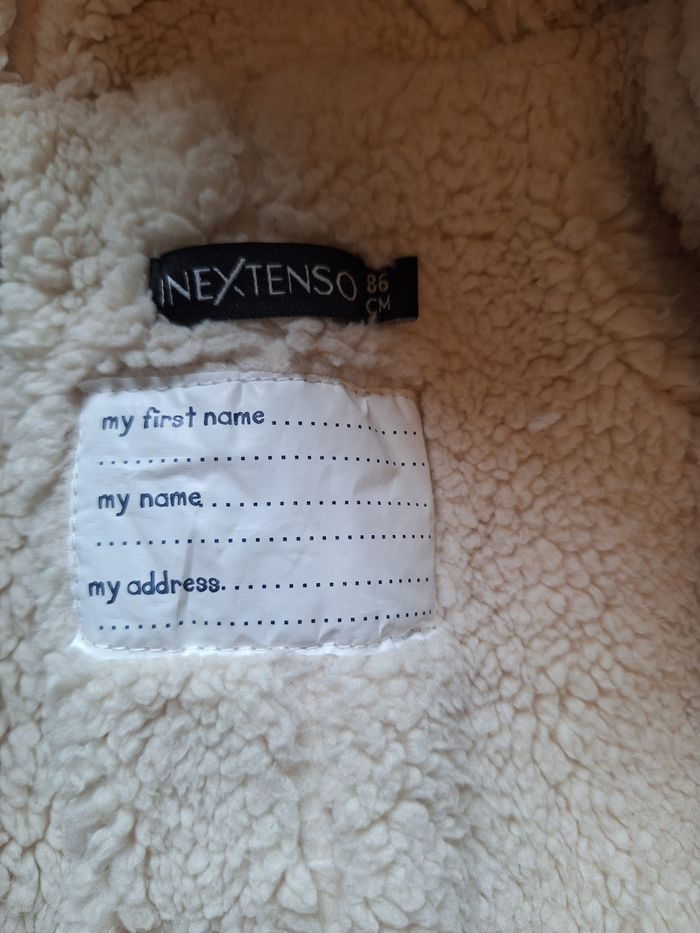 INEXTENSO 86
CM
my first name....................
....................................
my name....................
....................................
my address....................
....................................